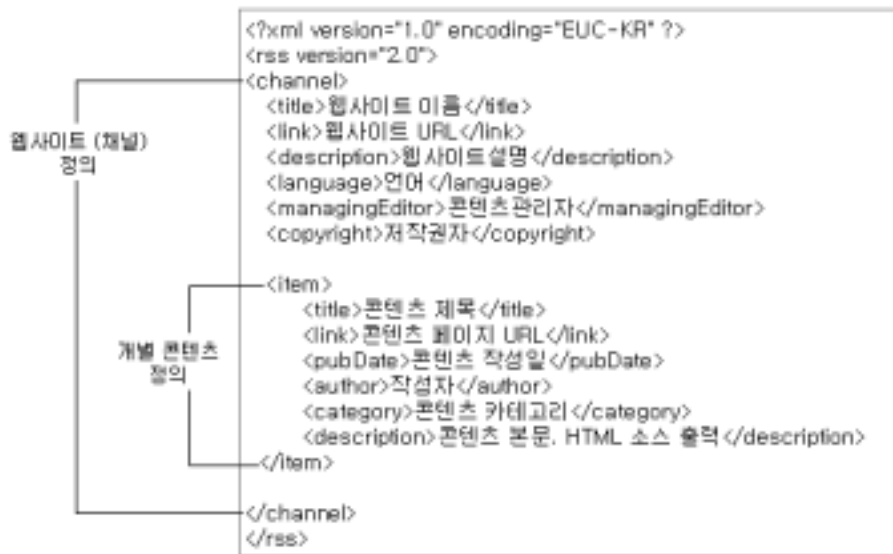 <?xml version="1.0" encoding="EUC-KR" ?>
<rss version="2.0">
<channel>
<title>웹사이트 이름</title>
<link>웹사이트 URL</link>
<description>웹사이트설명</description>
<language>언어</language>
<managingEditor>콘텐츠관리자</managingEditor>
<copyright>저작권자</copyright>
웹사이트 (채널)
정의
<item>
<title>콘텐츠 제목</title>
<link>콘텐츠 페이지 URL</link>
<pubDate>콘텐츠 작성일</pubDate>
<author>작성자</author>
<category>콘텐츠 카테고리</category>
<description>콘텐츠 본문. HTML 소스 출력</description>
</item>
개별 콘텐츠
정의
</channel>
</rss>